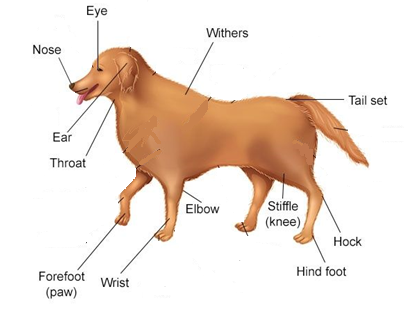 Eye
Withers
Nose
Tail set
Ear
Throat
Elbow
Stiffle
(knee)
Hock
Hind foot
Forefoot
(paw)
Wrist